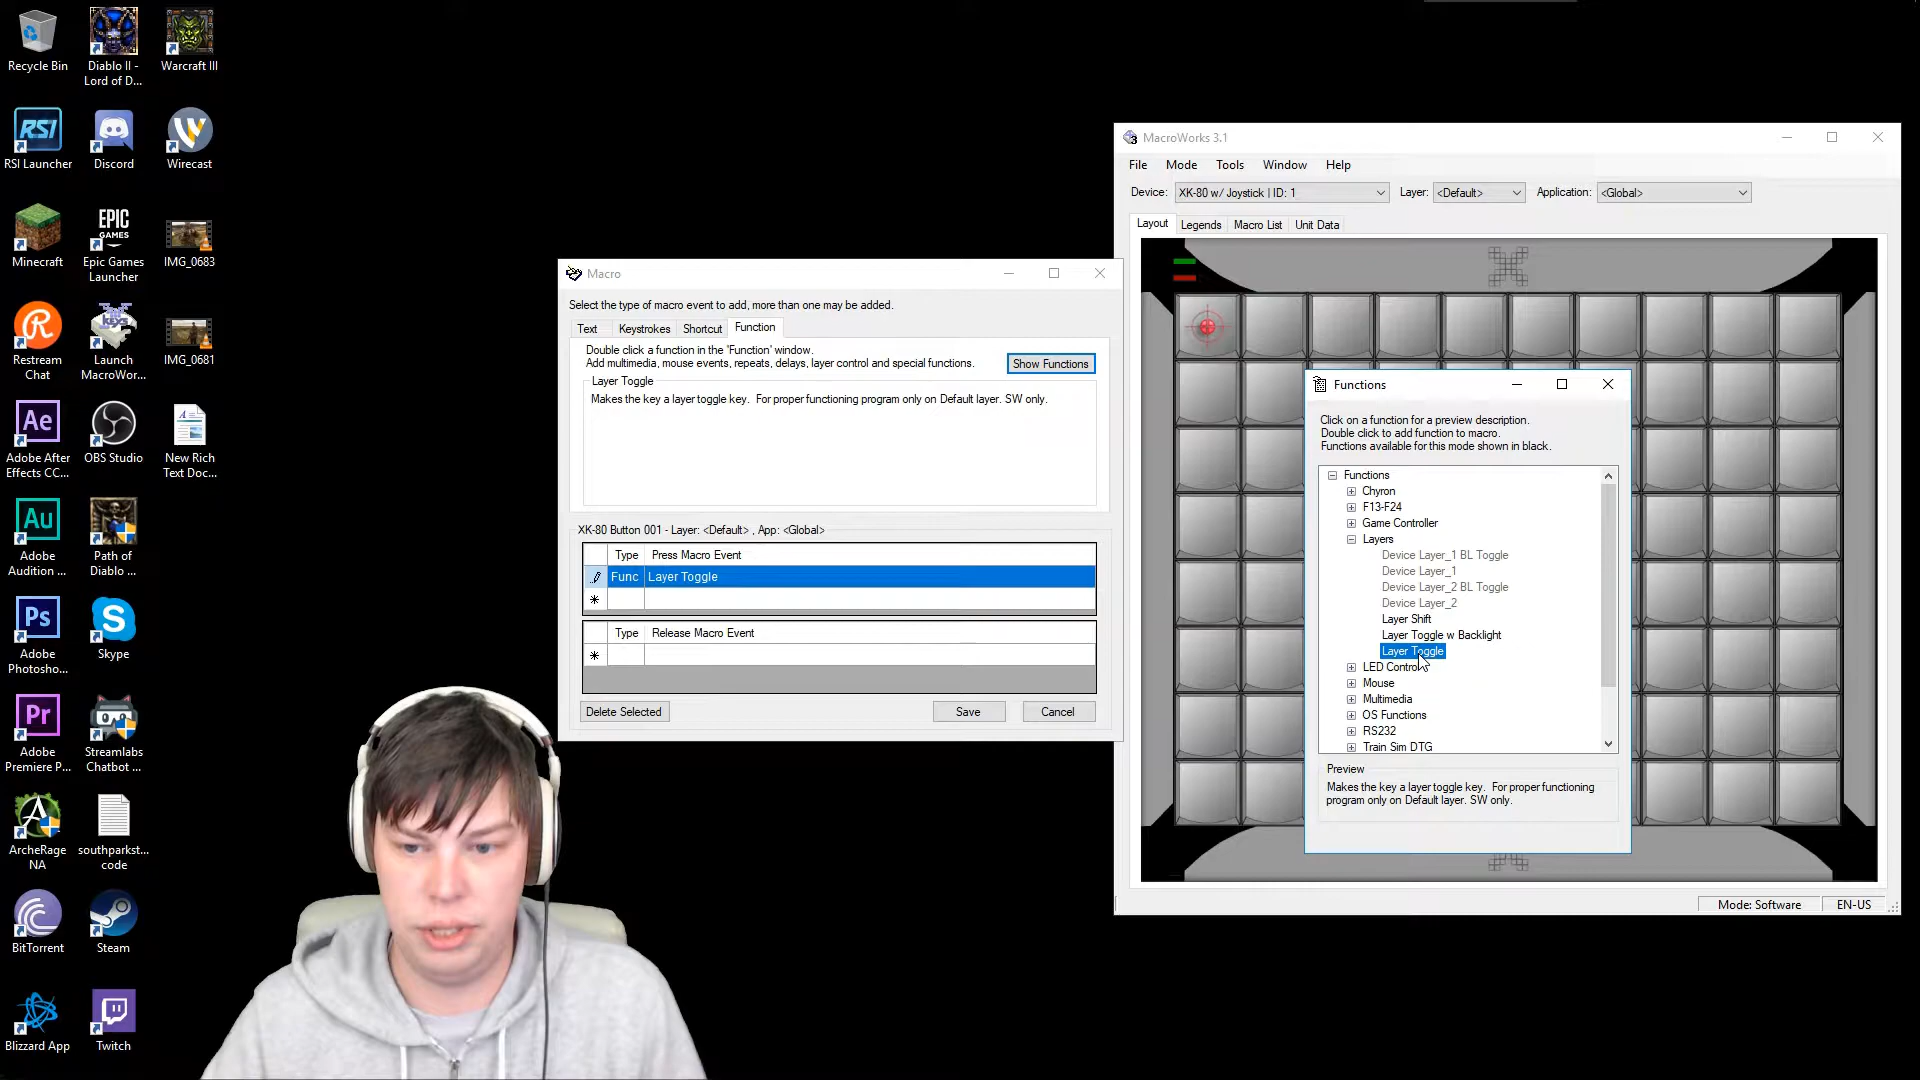 Recycle Bin
Diablo II -
Lord of D...
Warcraft III
RSI
RSI Launcher
Discord
Wirecast
Minecraft
EPIC
GAMES
Epic Games
Launcher
IMG_0683
Restream
Chat
KEYS
Launch
MacroWor...
IMG_0681
Ae
Adobe After
Effects CC...
OBS Studio
New Rich
Text Doc...
Au
Adobe
Audition ...
Path of
Diablo ...
Ps
Adobe
Photosho...
Skype
Pr
Adobe
Premiere P...
Streamlabs
Chatbot ...
ArcheRage
NA
southparkst...
code
BitTorrent
Steam
Blizzard App
Twitch
Macro
Select the type of macro event to add, more than one may be added.
Text Keystrokes Shortcut Function
Double click a function in the 'Function' window.
Add multimedia, mouse events, repeats, delays, layer control and special functions.
Show Functions
Layer Toggle
Makes the key a layer toggle key. For proper functioning program only on Default layer. SW only.
XK-80 Button 001 - Layer: <Default> , App: <Global>
Type Press Macro Event
Func Layer Toggle
Type Release Macro Event
Delete Selected Save Cancel
MacroWorks 3.1
File Mode Tools Window Help
Device: XK-80 w/ Joystick | ID: 1 Layer: <Default> Application: <Global>
Layout Legends Macro List Unit Data
Functions
Click on a function for a preview description.
Double click to add function to macro.
Functions available for this mode shown in black.
Functions
Chyron
F13-F24
Game Controller
Layers
Device Layer_1 BL Toggle
Device Layer_1
Device Layer_2 BL Toggle
Device Layer_2
Layer Shift
Layer Toggle w Backlight
Layer Toggle
LED Control
Mouse
Multimedia
OS Functions
RS232
Train Sim DTG
Preview
Makes the key a layer toggle key. For proper functioning
program only on Default layer. SW only.
Mode: Software EN-US